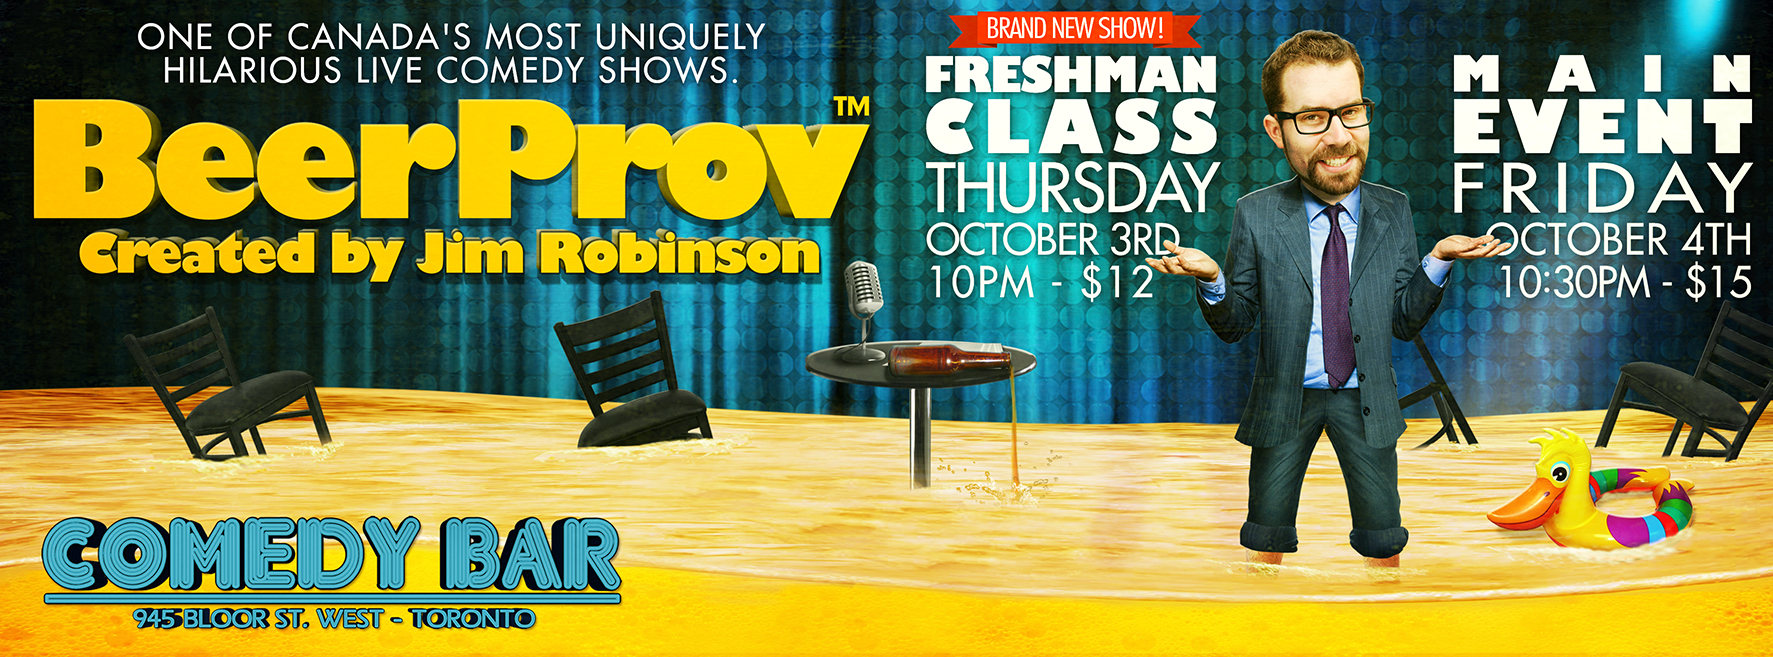 ONE OF CANADA'S MOST UNIQUELY
HILARIOUS LIVE COMEDY SHOWS.
BeerProv™
Created by Jim Robinson
BRAND NEW SHOW!
FRESHMAN
CLASS
THURSDAY
OCTOBER 3RD
10PM - $12
MAIN
EVENT
FRIDAY
OCTOBER 4TH
10:30PM - $15
COMEDY BAR
945 BLOOR ST. WEST - TORONTO